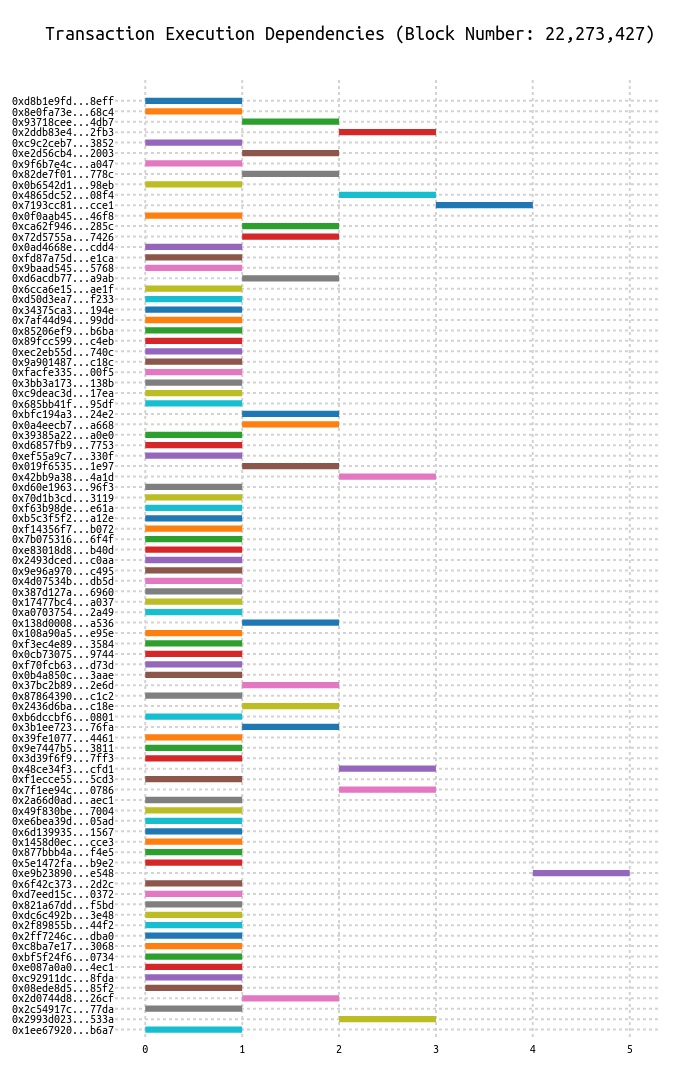 Transaction Execution Dependencies (Block Number: 22,273,427)
0xd8b1e9fd...8eff
0x8e0fa73e...68c4
0x93718cee...4db7
0x2ddb83e4...2fb3
0xc9c2ceb7...3852
0xe2d56cb4...2003
0x9f6b7e4c...a047
0x82de7f01...778c
0x0b6542d1...98eb
0x4865dc52...08f4
0x7193cc81...cce1
0x0f0aab45...46f8
0xca62f946...285c
0x72d5755a...7426
0x0ad4668e...cdd4
0xfd87a75d...e1ca
0x9baad545...5768
0xd6acdb77...a9ab
0x6cca6e15...ae1f
0xd50d3ea7...f233
0x34375ca3...194e
0x7af44d94...99dd
0x85206ef9...b6ba
0x89fcc599...c4eb
0xec2eb55d...740c
0x9a901487...c18c
0xfacfe335...00f5
0x3bb3a173...138b
0xc9deac3d...17ea
0x685bb41f...95df
0xbfc194a3...24e2
0x0a4eecb7...a668
0x39385a22...a0e0
0xd6857fb9...7753
0xef55a9c7...330f
0x019f6535...1e97
0x42bb9a38...4a1d
0xd60e1963...96f3
0x70d1b3cd...3119
0xf63b98de...e61a
0xb5c3f5f2...a12e
0xf14356f7...b072
0x7b075316...6f4f
0xe83018d8...b40d
0x2493dced...c0aa
0x9e96a970...c495
0x4d07534b...db5d
0x387d127a...6960
0x17477bc4...a037
0xa0703754...2a49
0x138d0008...a536
0x108a90a5...e95e
0xf3ec4e89...3584
0x0cb73075...9744
0xf70fcb63...d73d
0x0b4a850c...3aae
0x37bc2b89...2e6d
0x87864390...c1c2
0x2436d6ba...c18e
0xb6dccbf6...0801
0x3b1ee723...76fa
0x39fe1077...4461
0x9e7447b5...3811
0x3d39f6f9...7ff3
0x48ce34f3...cfd1
0xf1ecce55...5cd3
0x7f1ee94c...0786
0x2a66d0ad...aec1
0x49f830be...7004
0xe6bea39d...05ad
0x6d139935...1567
0x1458d0ec...cce3
0x877bbb4a...f4e5
0x5e1472fa...b9e2
0xe9b23890...e548
0x6f42c373...2d2c
0xd7eed15c...0372
0x821a67dd...f5bd
0xdc6c492b...3e48
0x2f89855b...44f2
0x2ff7246c...dba0
0xc8ba7e17...3068
0xbf5f24f6...0734
0xe087a0a0...4ec1
0xc92911dc...8fda
0x08ede8d5...85f2
0x2d0744d8...26cf
0x2c54917c...77da
0x2993d023...533a
0x1ee67920...b6a7
0 1 2 3 4 5